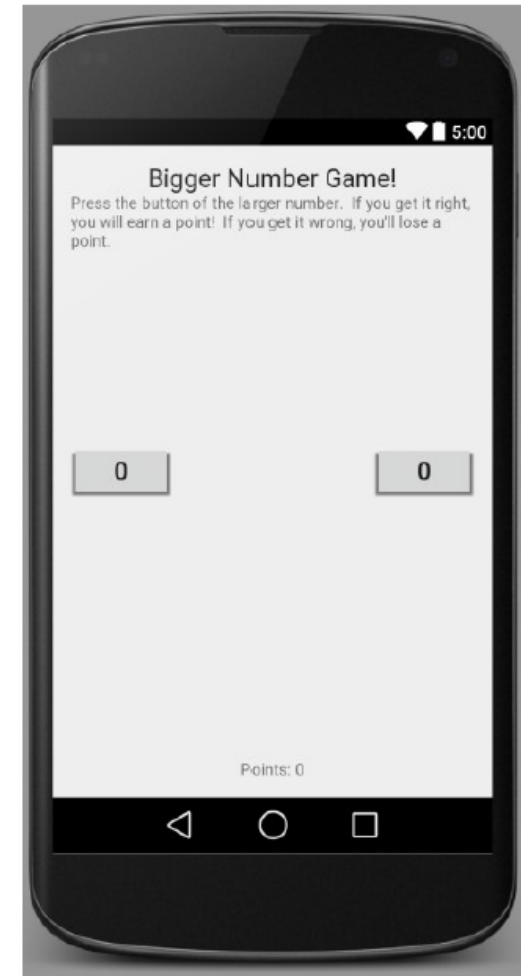 5:00
Bigger Number Game!
Press the button of the larger number. If you get it right,
you will earn a point! If you get it wrong, you'll lose a
point.
0 0
Points: 0